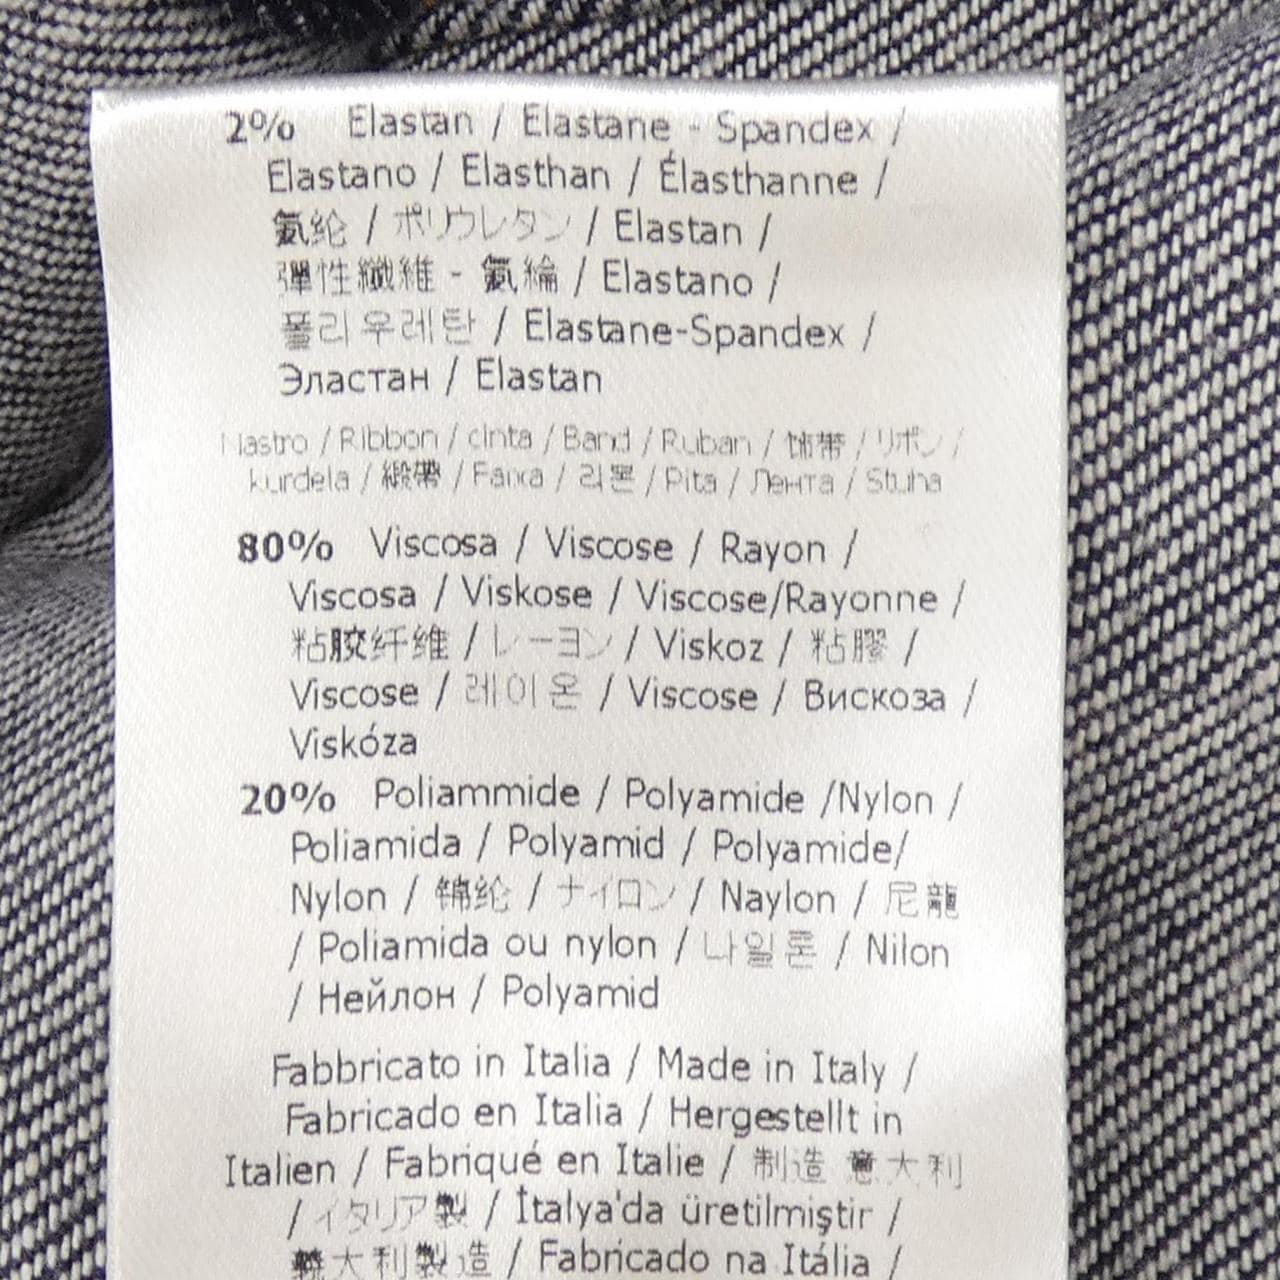 2% Elastan / Elastane - Spandex /
Elastano / Elasthan / Élasthanne /
氨纶 / ポリウレタン / Elastan /
彈性纖維 - 氨綸 / Elastano /
폴리우레탄 / Elastane-Spandex /
Эластан / Elastan
Nastro / Ribbon / cinta / Band / Ruban / 饰带 / リボン /
kurdela / 緞帶 / Faixa / 리본 / Pita / Лента / Stuha
80% Viscosa / Viscose / Rayon /
Viscosa / Viskose / Viscose/Rayonne /
粘胶纤维 / レーヨン / Viskoz / 粘膠 /
Viscose / 레이온 / Viscose / Вискоза /
Viskóza
20% Poliammide / Polyamide /Nylon /
Poliamida / Polyamid / Polyamide/
Nylon / 锦纶 / ナイロン / Naylon / 尼龍
/ Poliamida ou nylon / 나일론 / Nilon
/ Нейлон / Polyamid
Fabbricato in Italia / Made in Italy /
Fabricado en Italia / Hergestellt in
Italien / Fabriqué en Italie / 制造 意大利
/ イタリア製 / İtalya'da üretilmiştir /
義大利製造 / Fabricado na Itália /